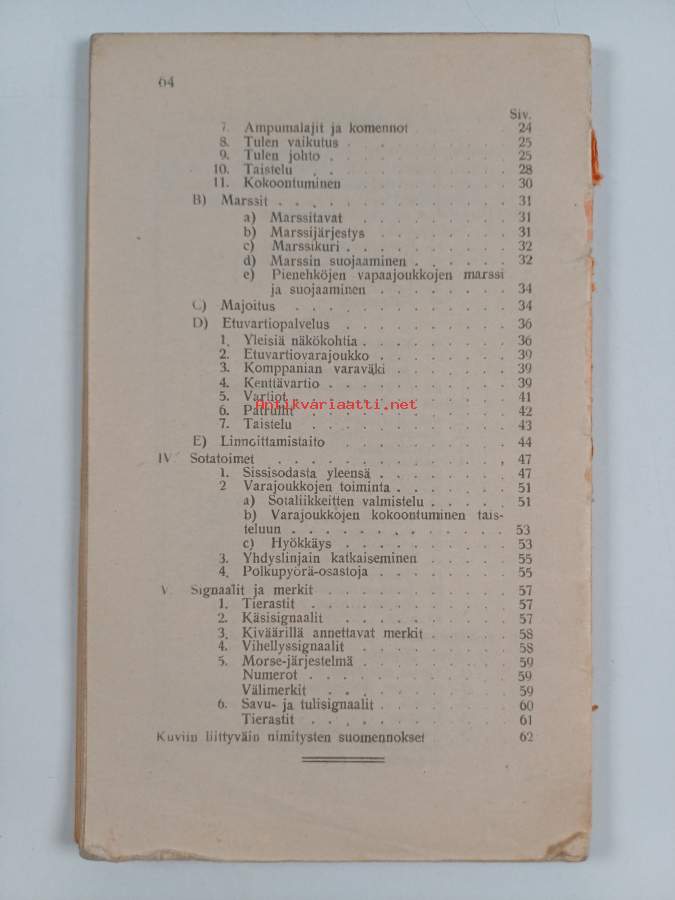 64
Siv.
7. Ampumalajit ja komennot 24
8. Tulen vaikutus . . . . . . . . . 25
9. Tulen johto . . . . . . . . . . 25
10. Taistelu . . . . . . . . . . 28
11. Kokoontuminen . . . . . . . . . 30
B) Marssit . . . . . . . . . . . . 31
a) Marssitavat . . . . . . . . 31
b) Marssijärjestys . . . . . . . . 31
c) Marssikuri . . . . . . . . . 32
d) Marssin suojaaminen . . . . . . 32
e) Pienehköjen vapaajoukkojen marssi
ja suojaaminen . . . . . . . 34
C) Majoitus . . . . . . . . . . . 34
D) Etuvartiopalvelus . . . . . . . . . 36
1. Yleisiä näkökohtia . . . . . . . . 36
2. Etuvartiovarajoukko . . . . . . . 39
3. Komppanian varaväki . . . . . . 39
4. Kenttävartio . . . . . . . . . 39
5. Vartiot . . . . . . . . . . . 41
Antikvariaatti.net
6. Patrullit . . . . . . . . . . 42
7. Taistelu . . . . . . . . . . 43
E) Linnoittamistaito . . . . . . . . . 44
IV. Sotatoimet . . . . . . . . . . . . 47
1. Sissisodasta yleensä . . . . . . . . 47
2 Varajoukkojen toiminta . . . . . . . 51
a) Sotaliikkeitten valmistelu . . . . . 51
b) Varajoukkojen kokoontuminen tais-
teluun . . . . . . . . . . . 53
c) Hyökkäys . . . . . . . . . 53
3. Yhdyslinjain katkaiseminen . . . . . 55
4. Polkupyörä-osastoja . . . . . . . . 55
V Signaalit ja merkit . . . . . . . . . . 57
1. Tierastit . . . . . . . . . . 57
2. Käsisignaalit . . . . . . . . . 57
3. Kiväärillä annettavat merkit . . . . . 58
4. Vihellyssignaalit . . . . . . . . 58
5. Morse-järjestelmä . . . . . . . . 59
Numerot . . . . . . . . . . 59
Välimerkit . . . . . . . . . 59
6. Savu- ja tulisignaalit . . . . . . . 60
Tierastit . . . . . . . . . . 61
Kuviin liittyväin nimitysten suomennokset 62